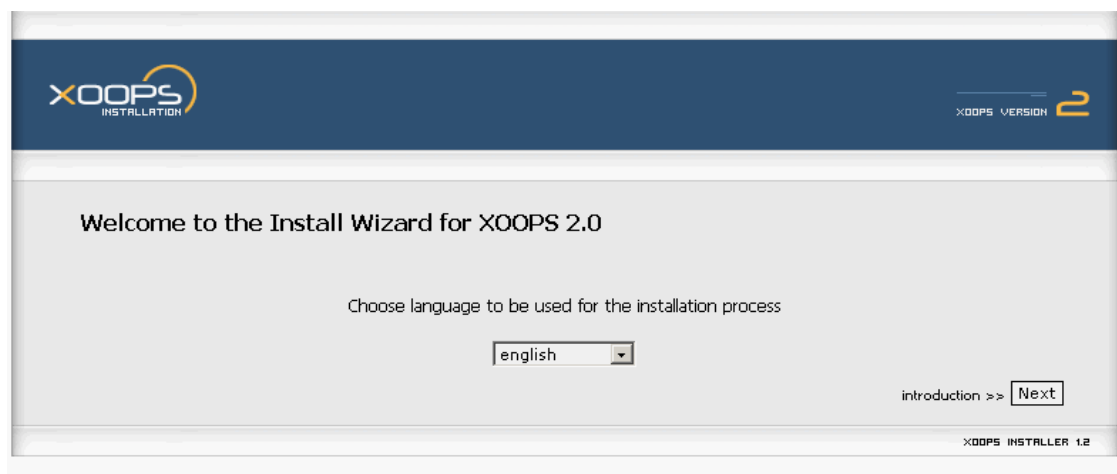 XOOPS
INSTALLATION
XOOPS VERSION 2
Welcome to the Install Wizard for XOOPS 2.0
Choose language to be used for the installation process
english
introduction >> Next
XOOPS INSTALLER 1.2